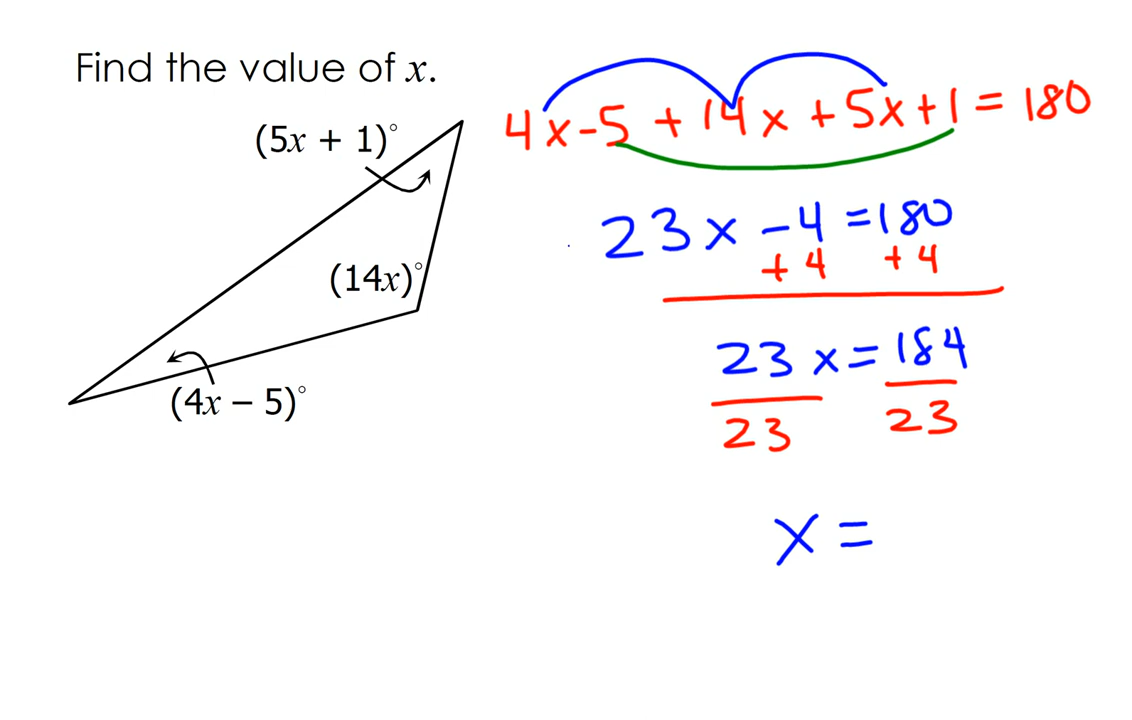 Find the value of x.
4x-5 + 14x + 5x+1 = 180
(5x + 1)°
23x -4 =180
+4 +4
(14x)°
23x = 184
23 23
(4x – 5)°
x =